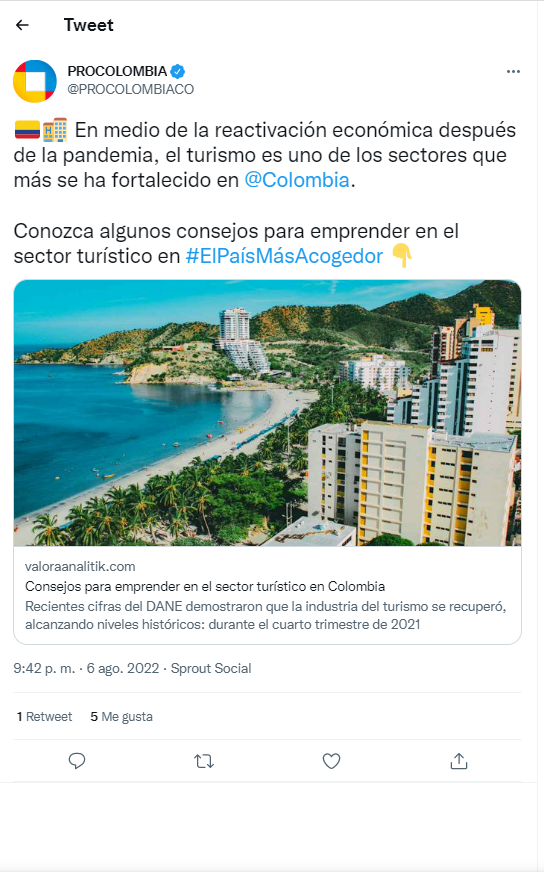 Tweet
PROCOLOMBIA
@PROCOLOMBIACO
🇨🇴🏨 En medio de la reactivación económica después
de la pandemia, el turismo es uno de los sectores que
más se ha fortalecido en @Colombia.
Conozca algunos consejos para emprender en el
sector turístico en #ElPaísMásAcogedor 👇
valoraanalitik.com
Consejos para emprender en el sector turístico en Colombia
Recientes cifras del DANE demostraron que la industria del turismo se recuperó,
alcanzando niveles históricos: durante el cuarto trimestre de 2021
9:42 p. m. · 6 ago. 2022 · Sprout Social
1 Retweet 5 Me gusta